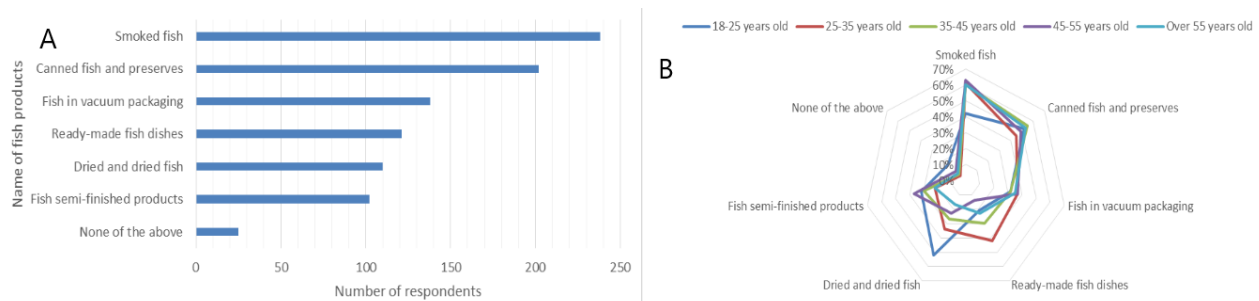 A
Name of fish products
Smoked fish
Canned fish and preserves
Fish in vacuum packaging
Ready-made fish dishes
Dried and dried fish
Fish semi-finished products
None of the above
0 50 100 150 200 250
Number of respondents
18-25 years old 25-35 years old 35-45 years old 45-55 years old Over 55 years old
B
Smoked fish
70%
60%
50%
40%
30%
20%
10%
0%
Canned fish and preserves
Fish in vacuum packaging
Ready-made fish dishes
Dried and dried fish
Fish semi-finished products
None of the above